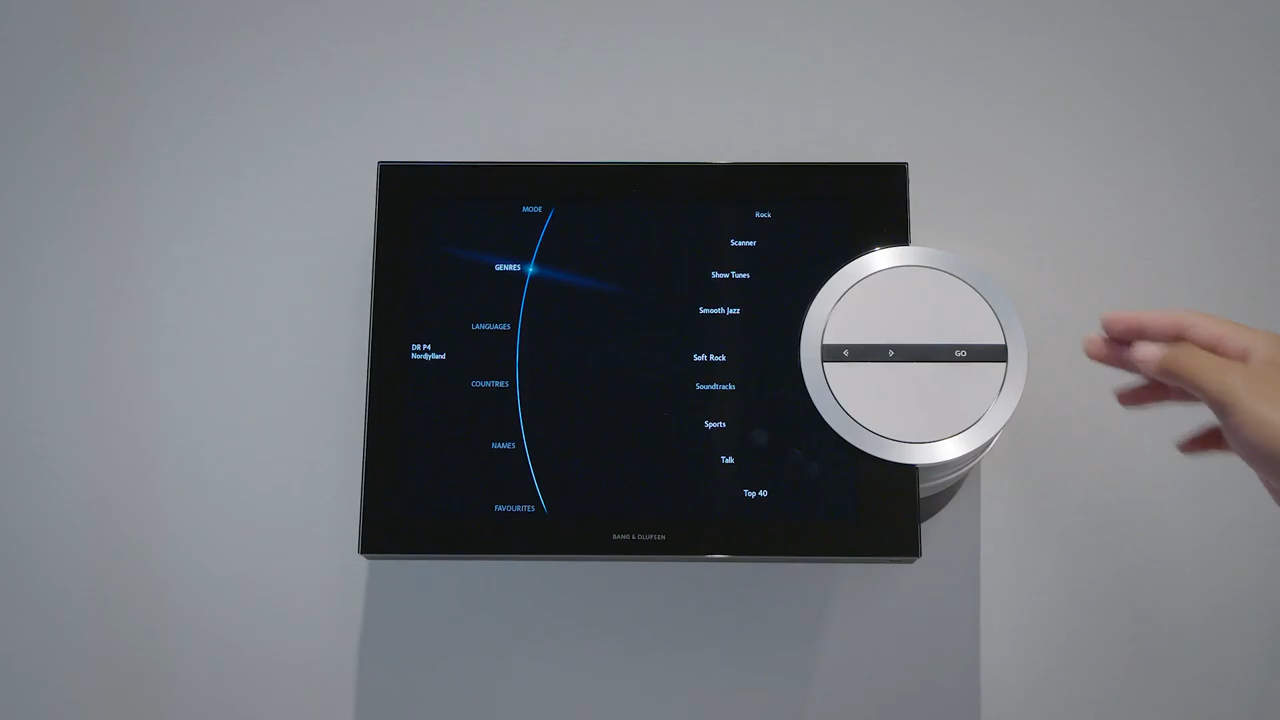 MODE
GENRES
LANGUAGES
DR P4
Nordjylland
COUNTRIES
NAMES
FAVOURITES
Rock
Scanner
Show Tunes
Smooth Jazz
Soft Rock
Soundtracks
Sports
Talk
Top 40
GO
BANG & OLUFSEN